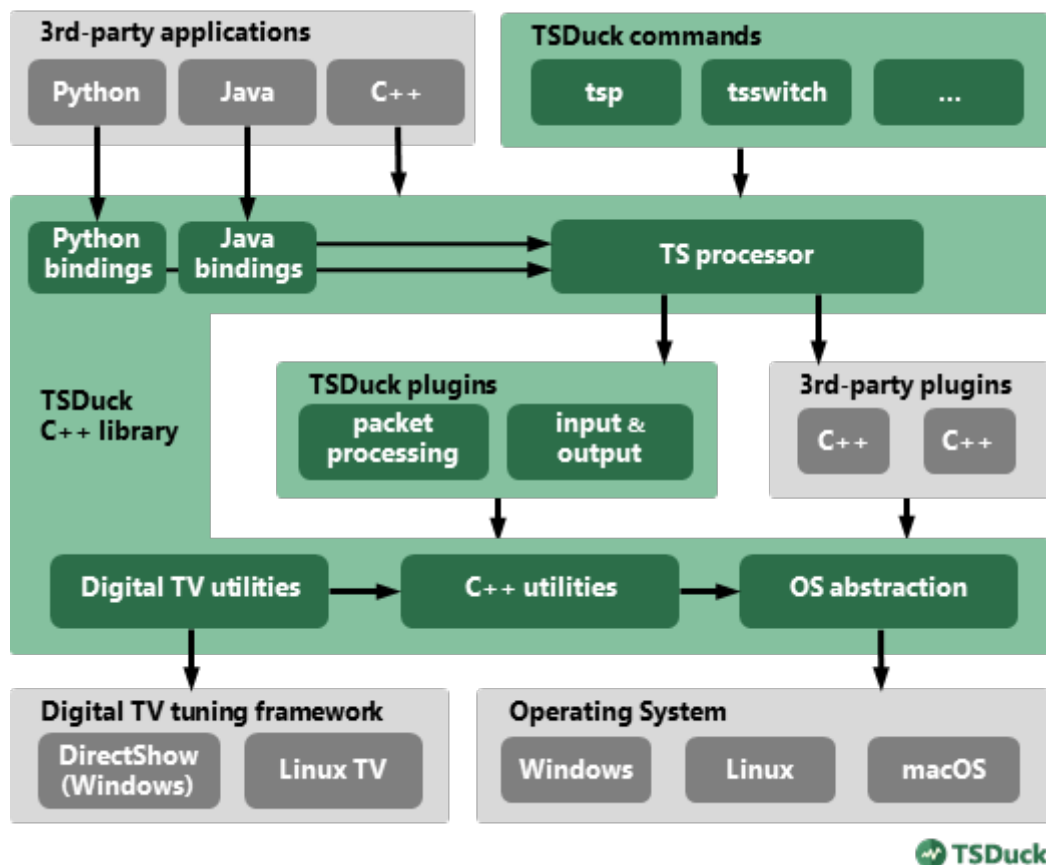 3rd-party applications
Python
Java
C++
TSDuck commands
tsp
tsswitch
...
Python
bindings
Java
bindings
TS processor
TSDuck
C++ library
TSDuck plugins
packet
processing
input &
output
3rd-party plugins
C++
C++
Digital TV utilities
C++ utilities
OS abstraction
Digital TV tuning framework
DirectShow
(Windows)
Linux TV
Operating System
Windows
Linux
macOS
TSDuck